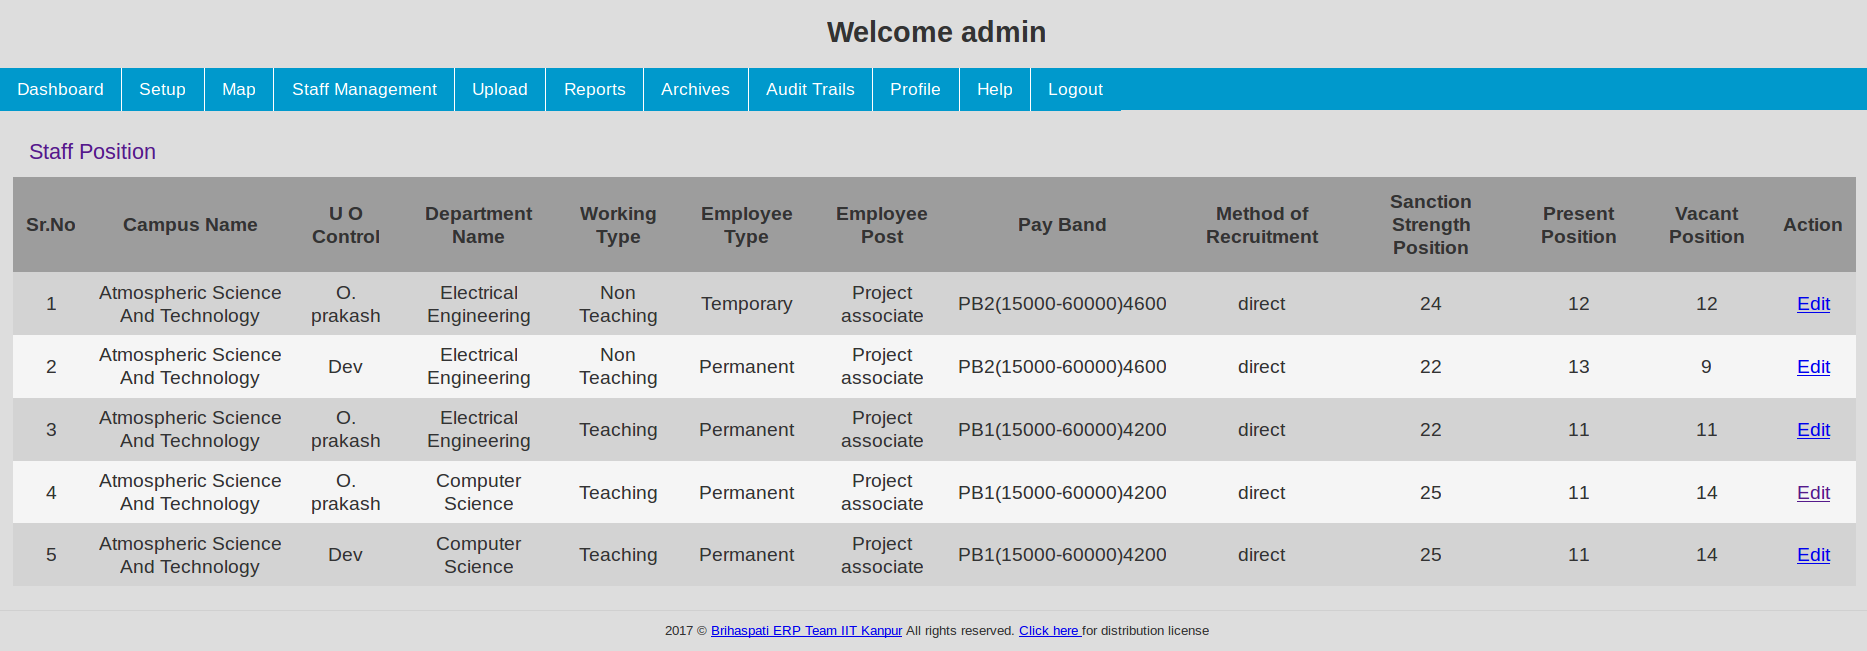 Welcome admin
Dashboard Setup Map Staff Management Upload Reports Archives Audit Trails Profile Help Logout
Staff Position
Sr.No Campus Name U O Control Department Name Working Type Employee Type Employee Post Pay Band Method of Recruitment Sanction Strength Position Present Position Vacant Position Action
1 Atmospheric Science And Technology O. prakash Electrical Engineering Non Teaching Temporary Project associate PB2(15000-60000)4600 direct 24 12 12 Edit
2 Atmospheric Science And Technology Dev Electrical Engineering Non Teaching Permanent Project associate PB2(15000-60000)4600 direct 22 13 9 Edit
3 Atmospheric Science And Technology O. prakash Electrical Engineering Teaching Permanent Project associate PB1(15000-60000)4200 direct 22 11 11 Edit
4 Atmospheric Science And Technology O. prakash Computer Science Teaching Permanent Project associate PB1(15000-60000)4200 direct 25 11 14 Edit
5 Atmospheric Science And Technology Dev Computer Science Teaching Permanent Project associate PB1(15000-60000)4200 direct 25 11 14 Edit
2017 © Brihaspati ERP Team IIT Kanpur All rights reserved. Click here for distribution license